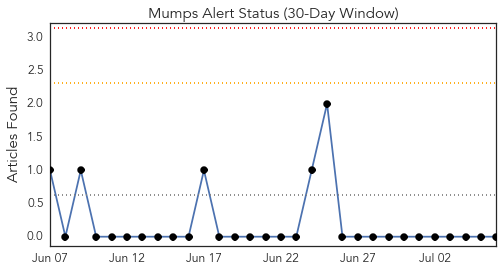 Mumps Alert Status (30-Day Window)
Articles Found
3.0
2.5
2.0
1.5
1.0
0.5
0.0
Jun 07 Jun 12 Jun 17 Jun 22 Jun 27 Jul 02